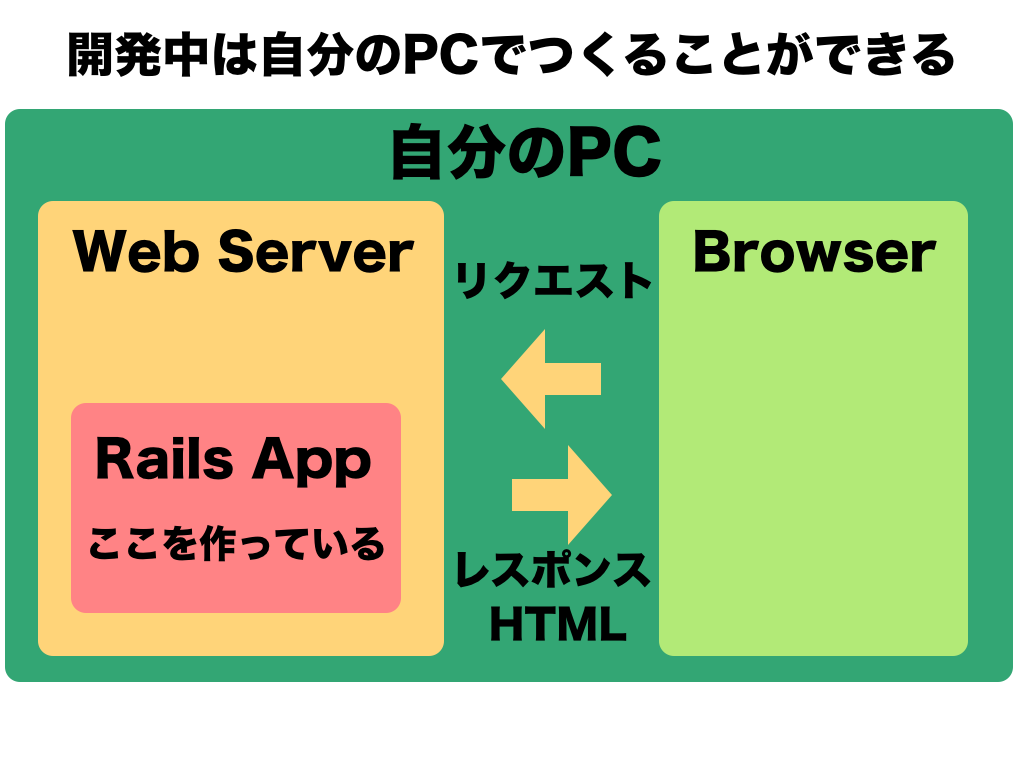 開発中は自分のPCでつくることができる
自分のPC
Web Server
Browser
リクエスト
Rails App
ここを作っている
レスポンス
HTML